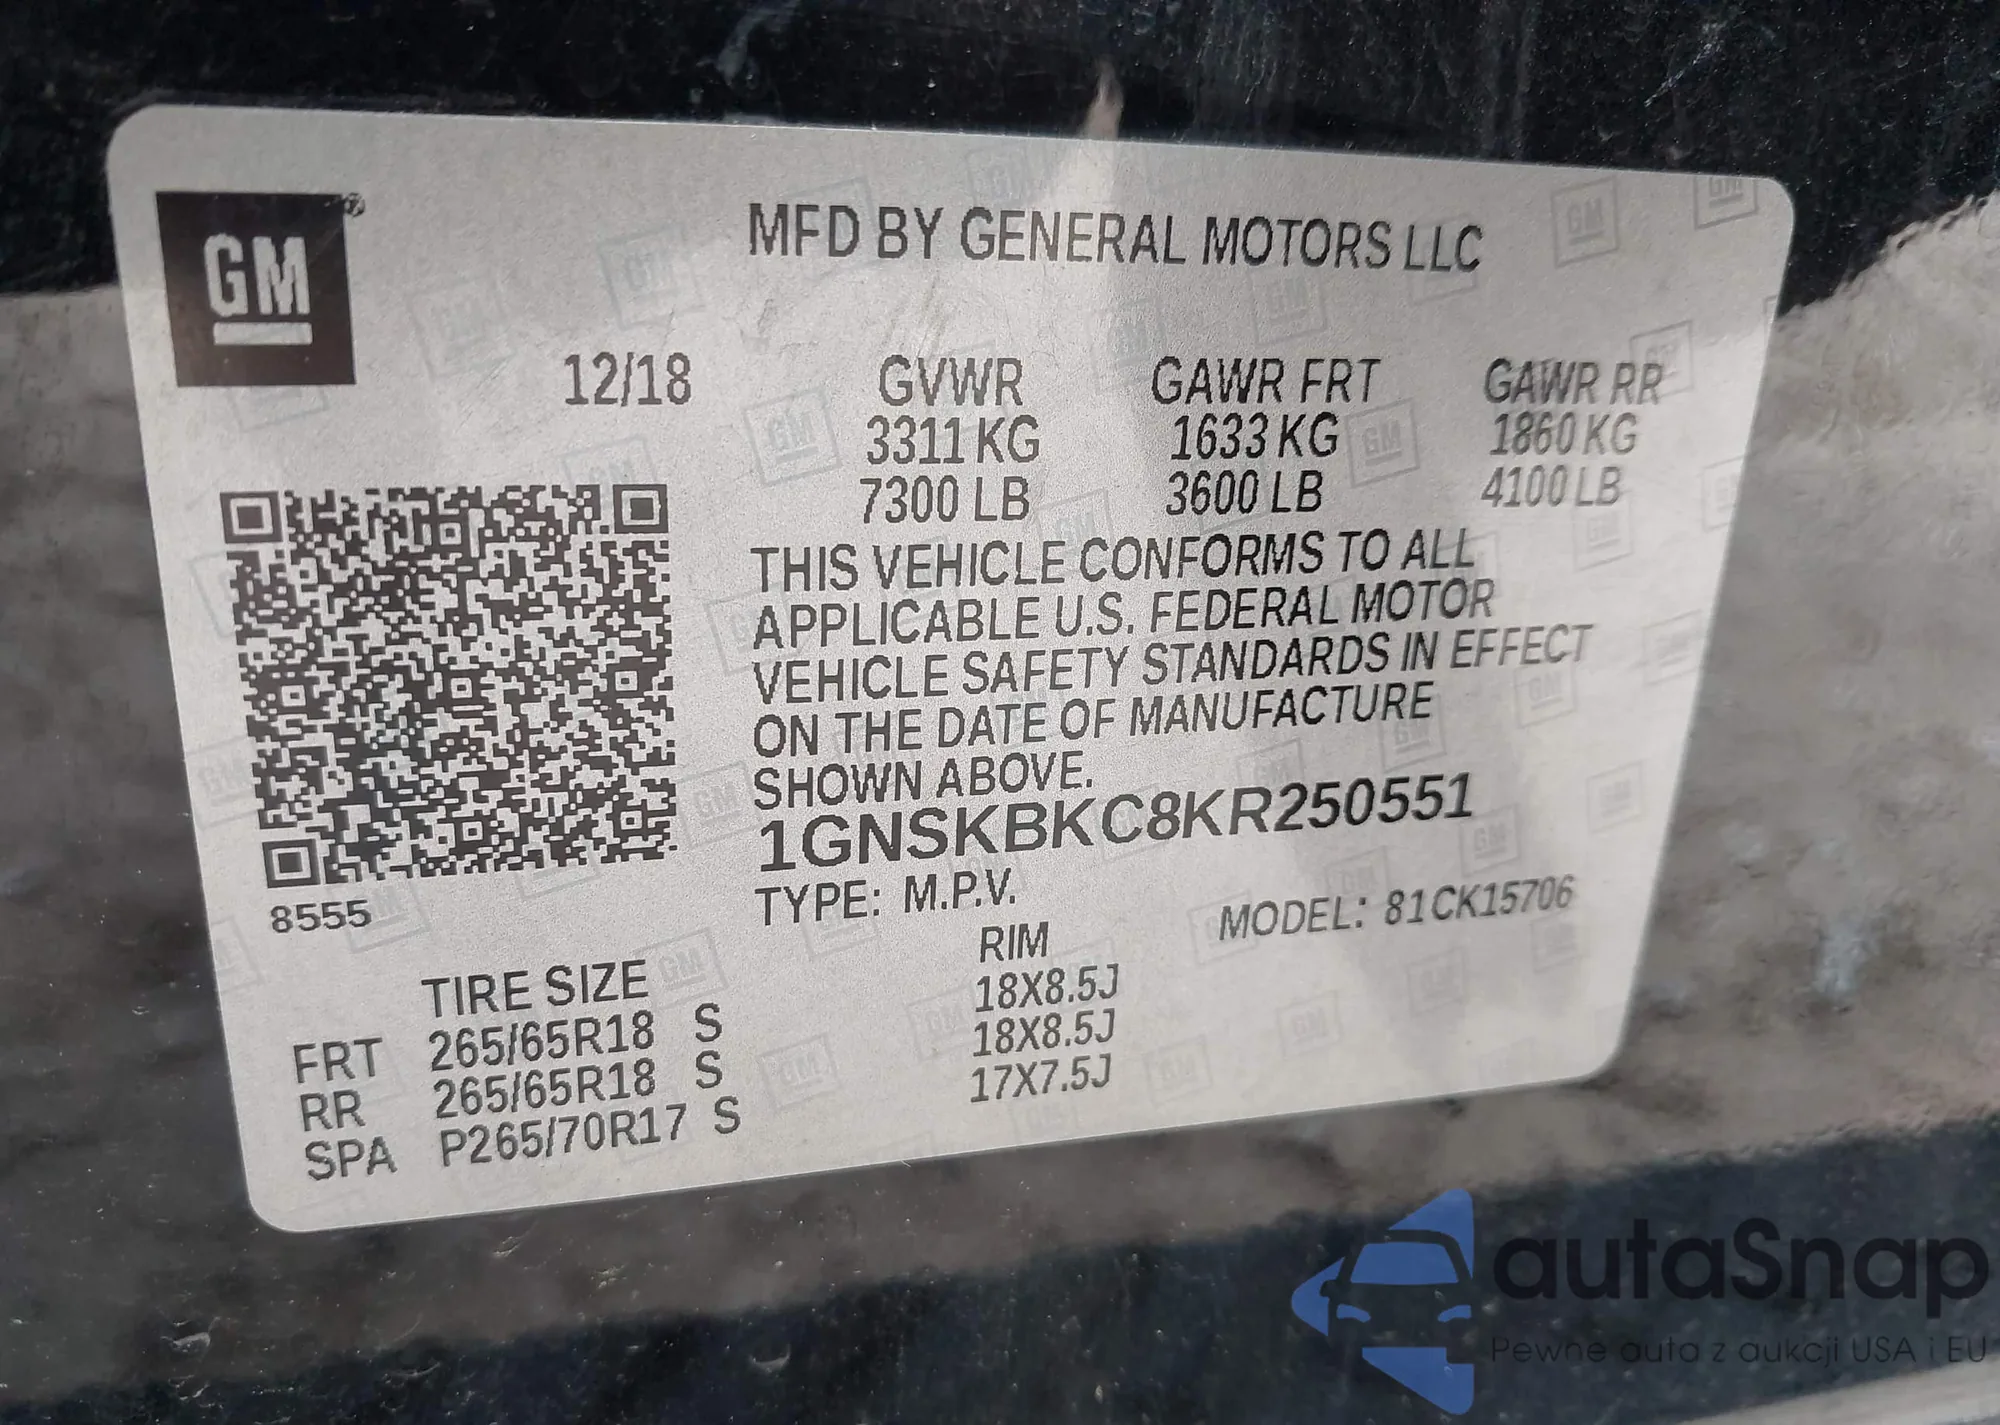 GM®
MFD BY GENERAL MOTORS LLC
12/18
GVWR GAWR FRT GAWR RR
3311 KG 1633 KG 1860 KG
7300 LB 3600 LB 4100 LB
THIS VEHICLE CONFORMS TO ALL
APPLICABLE U.S. FEDERAL MOTOR
VEHICLE SAFETY STANDARDS IN EFFECT
ON THE DATE OF MANUFACTURE
SHOWN ABOVE.
1GNSKBKC8KR250551
8555
TYPE: M.P.V. MODEL: 81CK15706
TIRE SIZE RIM
FRT 265/65R18 S 18X8.5J
RR 265/65R18 S 18X8.5J
SPA P265/70R17 S 17X7.5J
autaSnap
Pewne auta z aukcji USA i EU